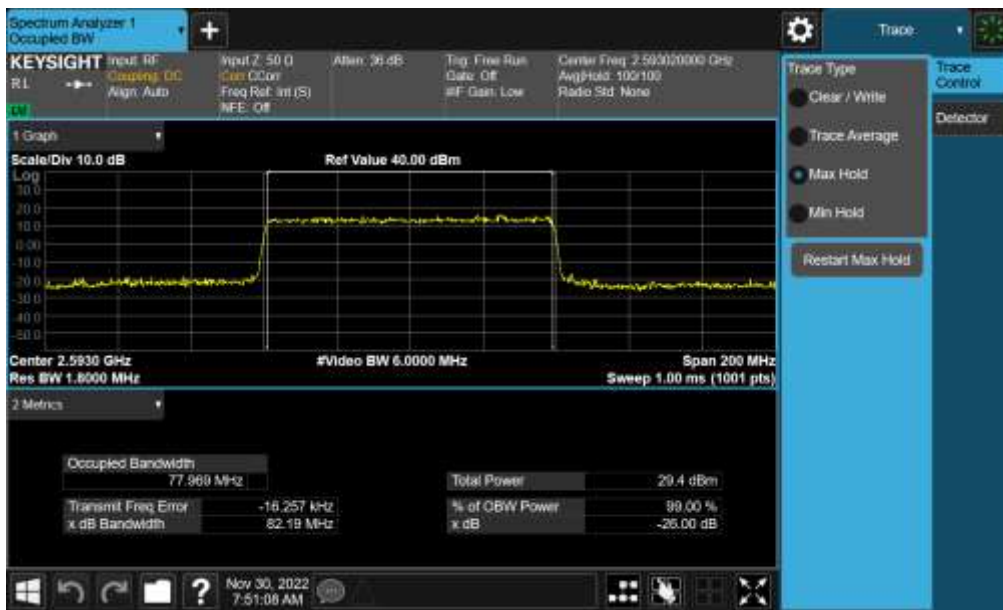 Spectrum Analyzer 1
Occupied BW
+
Trace
KEYSIGHT
Input: RF
Coupling: DC
Align: Auto
Input Z: 50 Ω
Corr CCorr
Freq Ref: Int (S)
NFE: Off
Atten: 36 dB
Trig: Free Run
Gate: Off
#IF Gain: Low
Center Freq: 2.593020000 GHz
Avg|Hold: 100/100
Radio Std: None
R L
1 Graph
Scale/Div 10.0 dB
Ref Value 40.00 dBm
Log
30.0
20.0
10.0
0.00
-10.0
-20.0
-30.0
-40.0
-50.0
Center 2.5930 GHz
#Video BW 6.0000 MHz
Span 200 MHz
Res BW 1.8000 MHz
Sweep 1.00 ms (1001 pts)
2 Metrics
Occupied Bandwidth
77.969 MHz
Total Power
29.4 dBm
Transmit Freq Error
-16.257 kHz
% of OBW Power
99.00 %
x dB Bandwidth
82.19 MHz
x dB
-26.00 dB
Trace Type
Clear / Write
Trace Average
Max Hold
Min Hold
Restart Max Hold
Trace
Control
Detector
?
Nov 30, 2022
7:51:08 AM